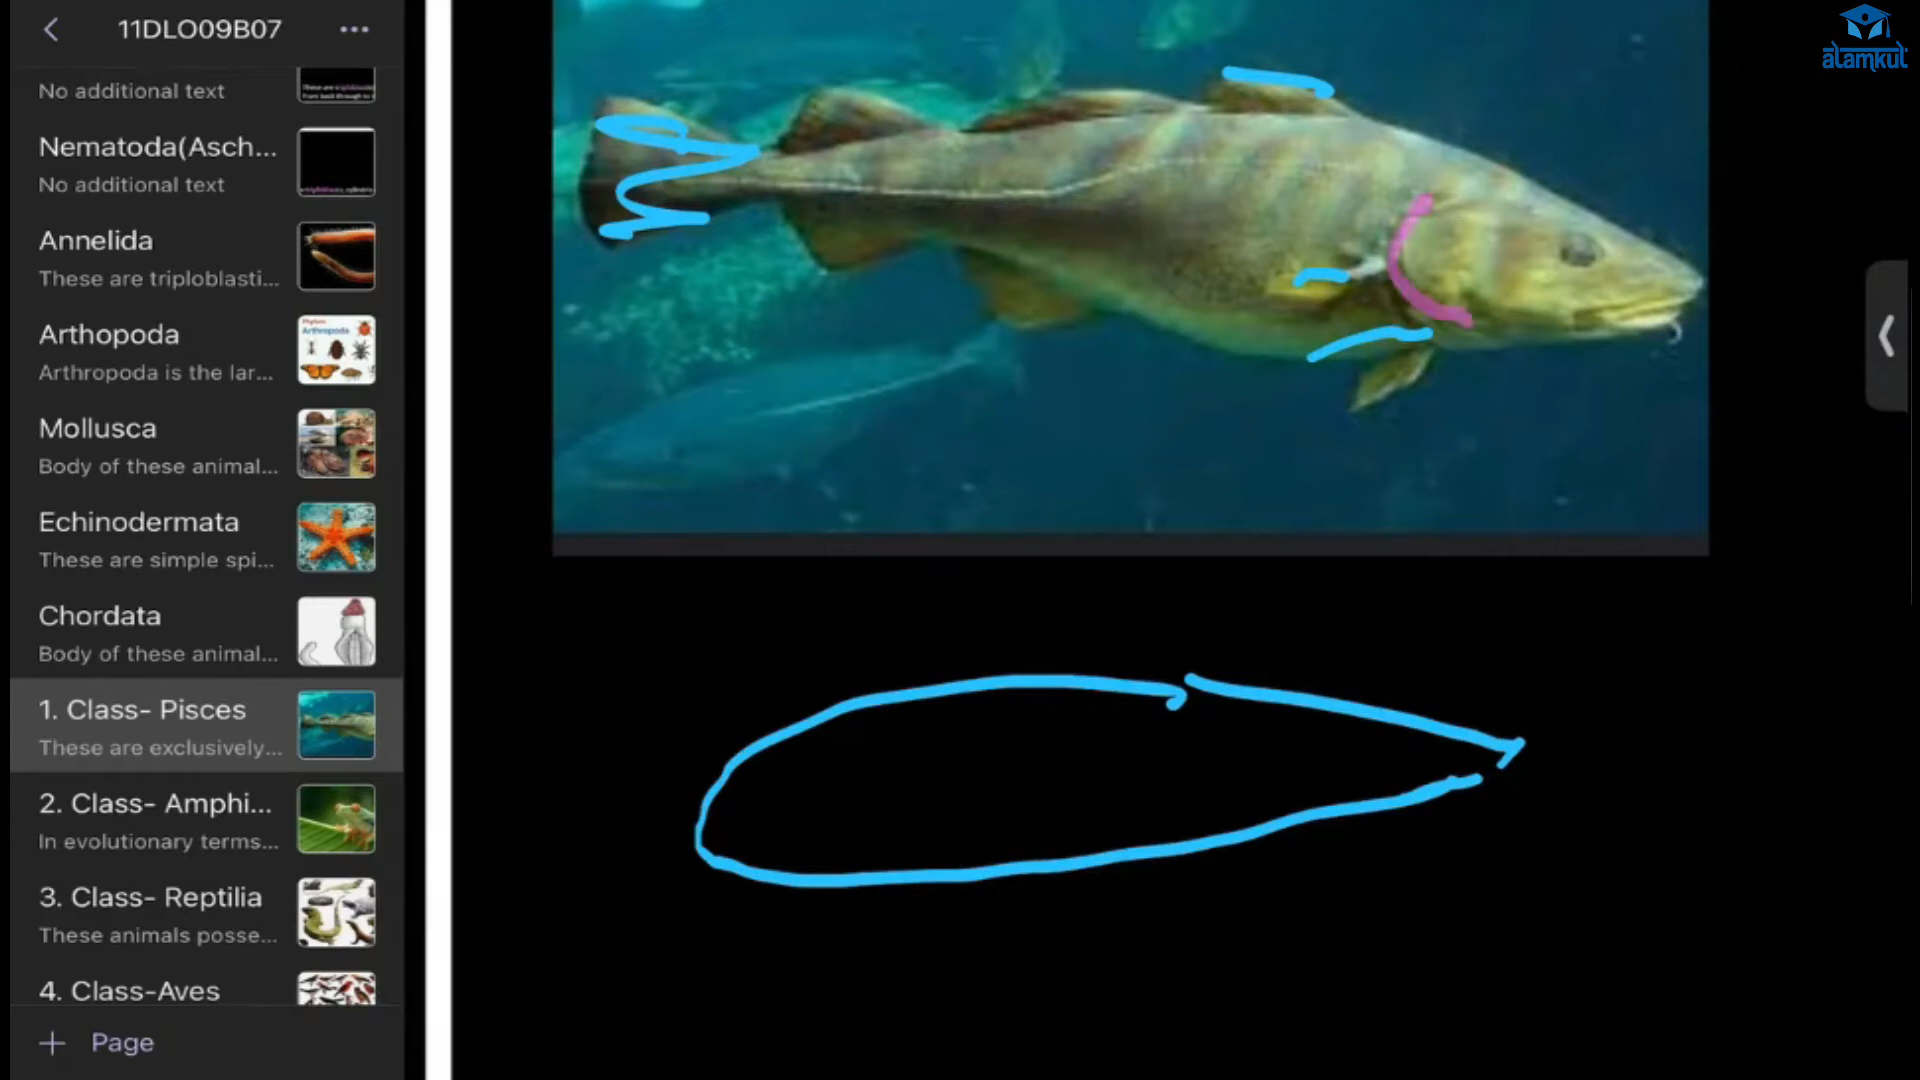 11DLO09B07
No additional text
Nematoda(Asch...
No additional text
Annelida
These are triploblasti...
Arthopoda
Arthropoda is the lar...
Mollusca
Body of these animal...
Echinodermata
These are simple spi...
Chordata
Body of these animal...
1. Class- Pisces
These are exclusively...
2. Class- Amphi...
In evolutionary terms...
3. Class- Reptilia
These animals posse...
4. Class-Aves
+ Page
alamkul